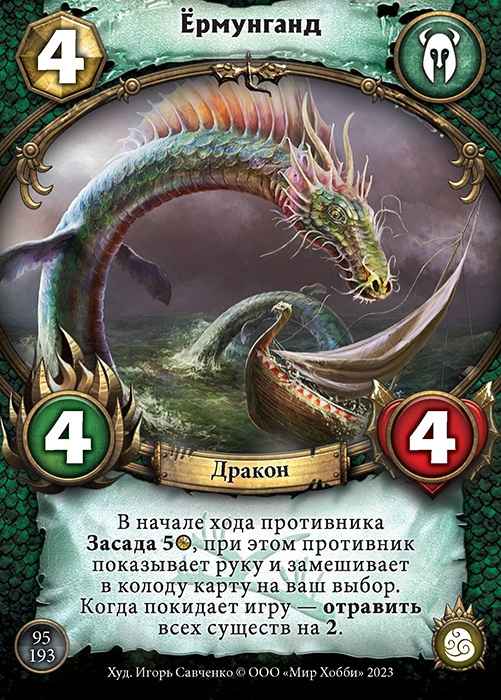 4
Ёрмунганд
4
Дракон
4
В начале хода противника
Засада 5, при этом противник
показывает руку и замешивает
в колоду карту на ваш выбор.
Когда покидает игру — отравить
всех существ на 2.
95
193
Худ. Игорь Савченко © ООО «Мир Хобби» 2023